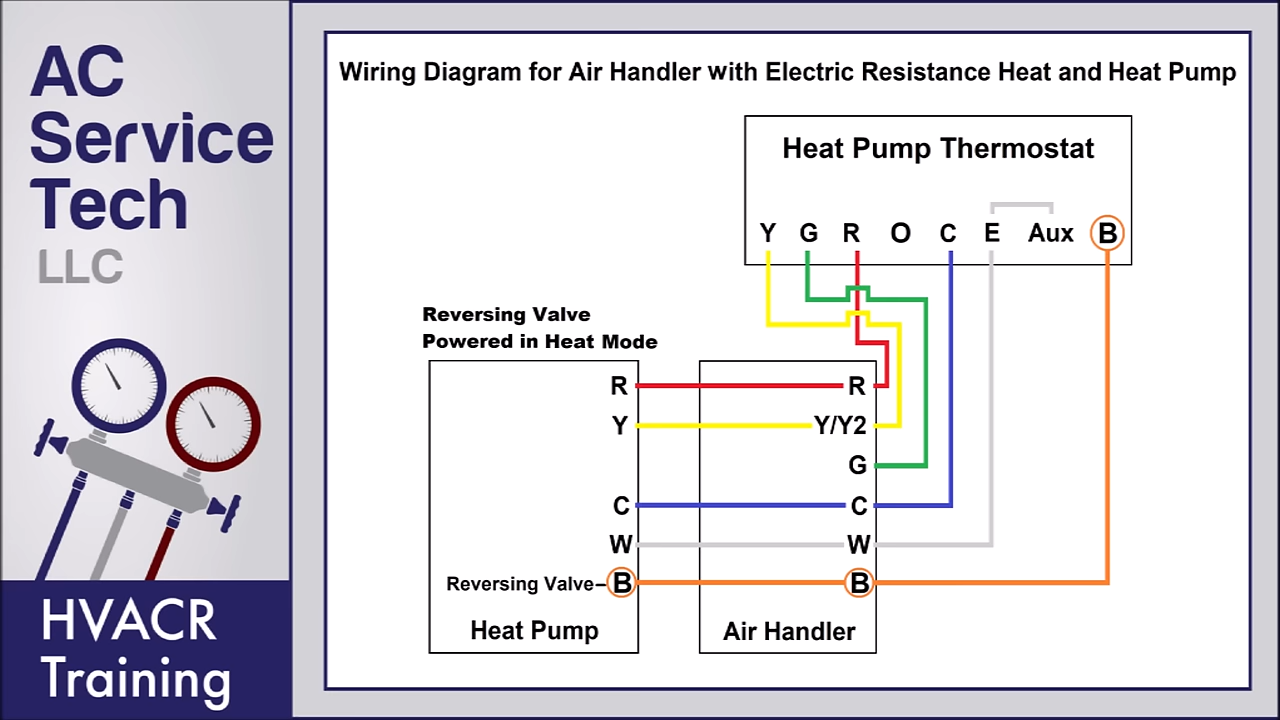 AC
Service
Tech
LLC
HVACR
Training
Wiring Diagram for Air Handler with Electric Resistance Heat and Heat Pump
Heat Pump Thermostat
Y G R O C E Aux B
Reversing Valve
Powered in Heat Mode
R R
Y Y/Y2
G
C C
W W
Reversing Valve B B
Heat Pump Air Handler